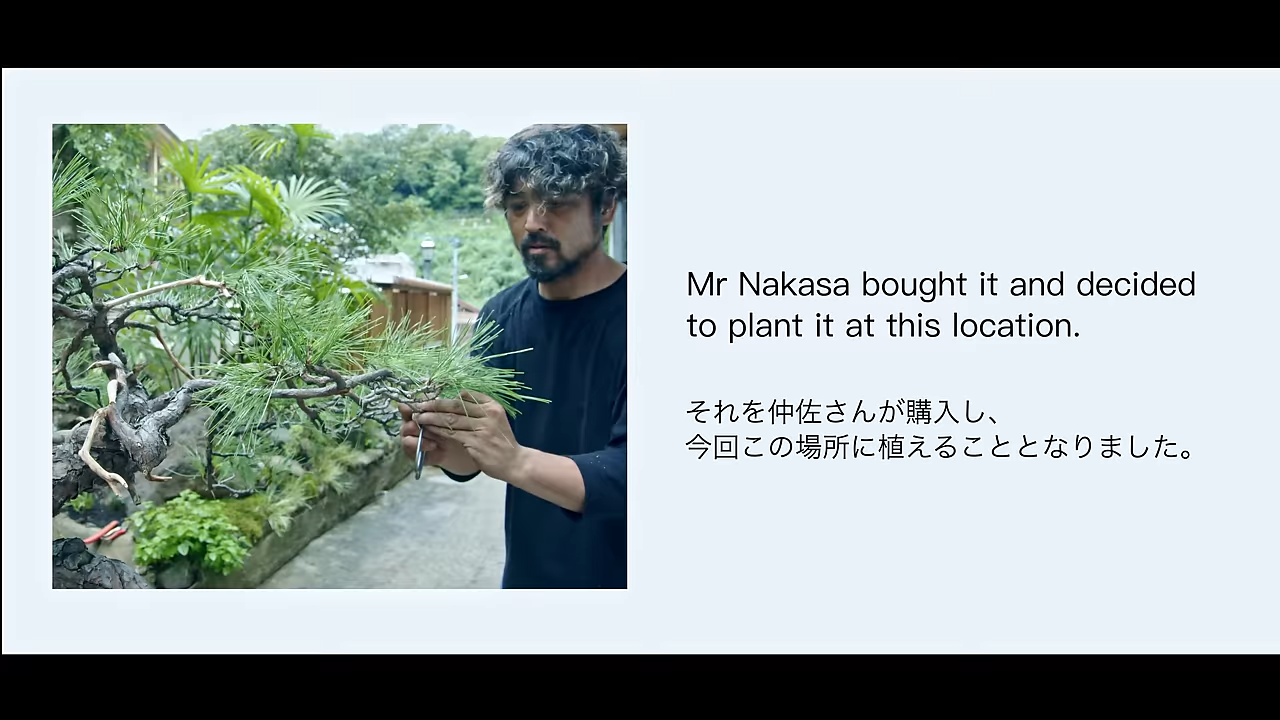 Mr Nakasa bought it and decided
to plant it at this location.
それを仲佐さんが購入し、
今回この場所に植えることとなりました。